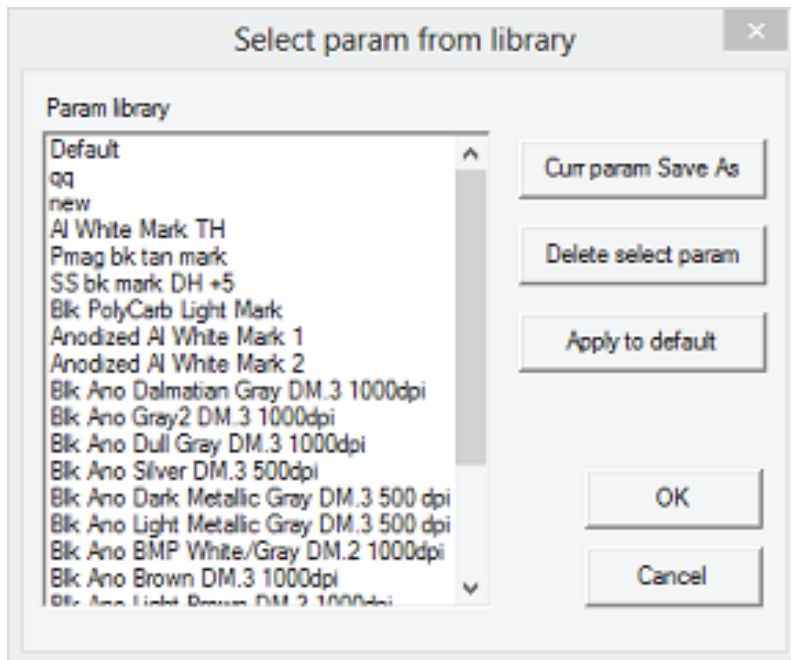 Select param from library
Param library
Default
qq
new
Al White Mark TH
Pmag bk tan mark
SS bk mark DH +5
Blk PolyCarb Light Mark
Anodized Al White Mark 1
Anodized Al White Mark 2
Blk Ano Dalmatian Gray DM.3 1000dpi
Blk Ano Gray2 DM.3 1000dpi
Blk Ano Dull Gray DM.3 1000dpi
Blk Ano Silver DM.3 500dpi
Blk Ano Dark Metallic Gray DM.3 500 dpi
Blk Ano Light Metallic Gray DM.3 500 dpi
Blk Ano BMP White/Gray DM.2 1000dpi
Blk Ano Brown DM.3 1000dpi
Blk Ano Light Brown
Curr param Save As
Delete select param
Apply to default
OK
Cancel